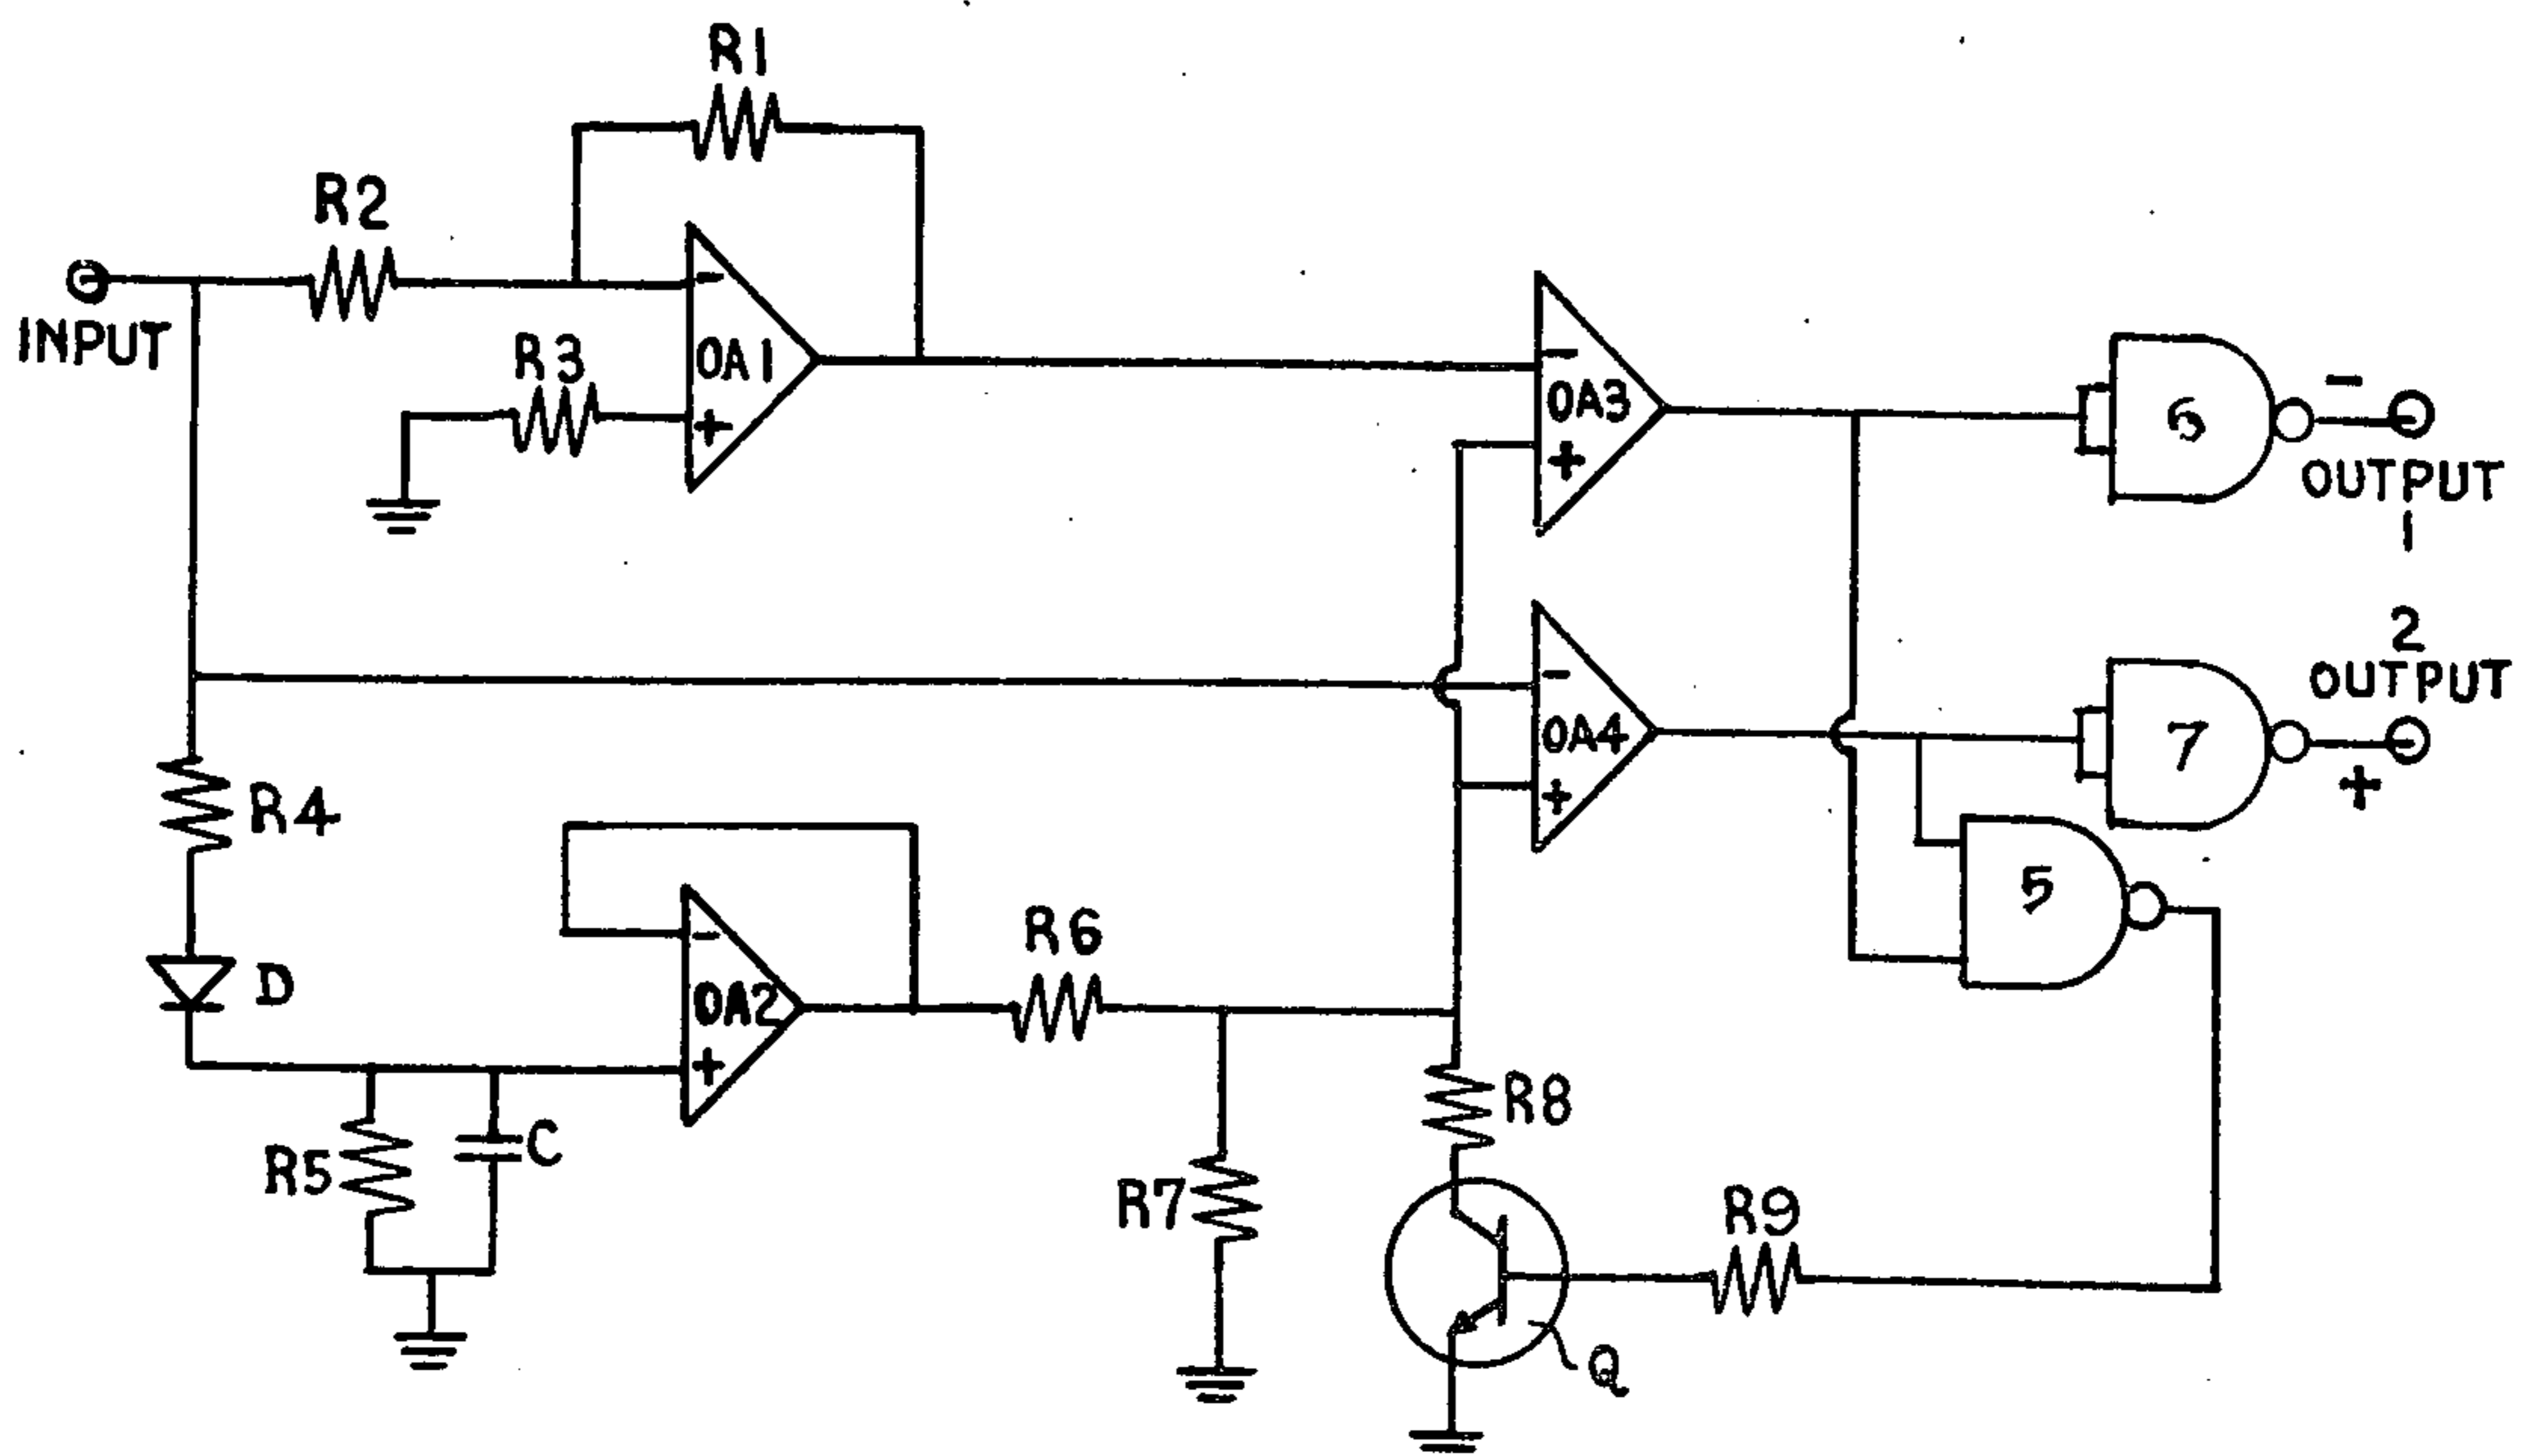 R1
R2
INPUT
-
OA1
R3
+
-
OA3
+
6
-
OUTPUT
1
2
OUTPUT
-
OA4
+
7
+
R4
5
D
-
OA2
+
R6
R5
C
R7
R8
R9
Q